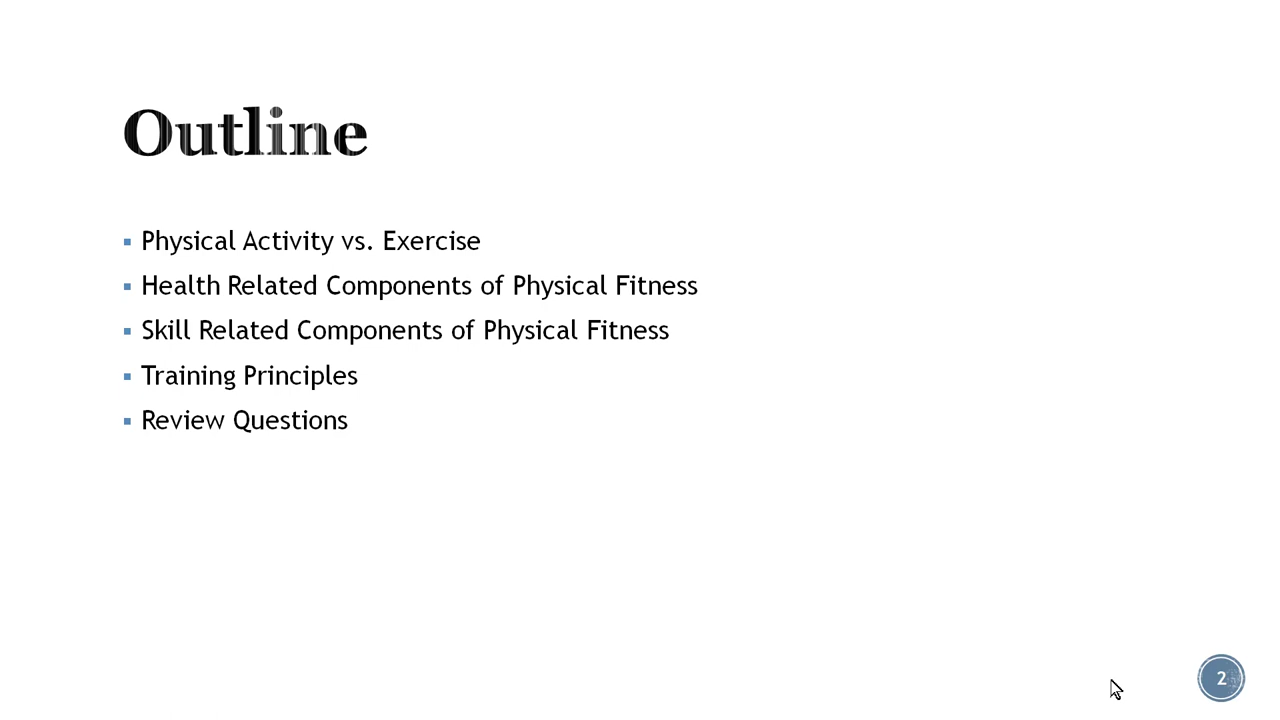 Outline
Physical Activity vs. Exercise
Health Related Components of Physical Fitness
Skill Related Components of Physical Fitness
Training Principles
Review Questions
2